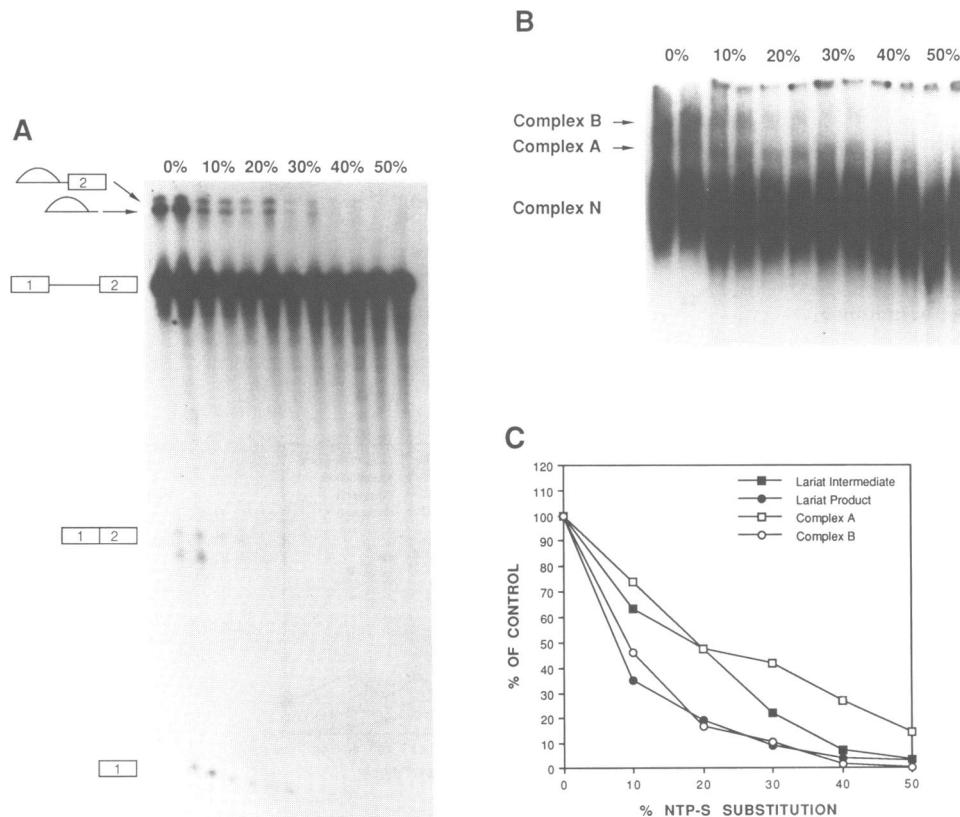 A
0% 10% 20% 30% 40% 50%
2
1 2
1 2
1
B
0% 10% 20% 30% 40% 50%
Complex B
Complex A
Complex N
C
120
110
100
90
80
70
60
50
40
30
20
10
0
0 10 20 30 40 50
% OF CONTROL
% NTP-S SUBSTITUTION
Lariat Intermediate
Lariat Product
Complex A
Complex B